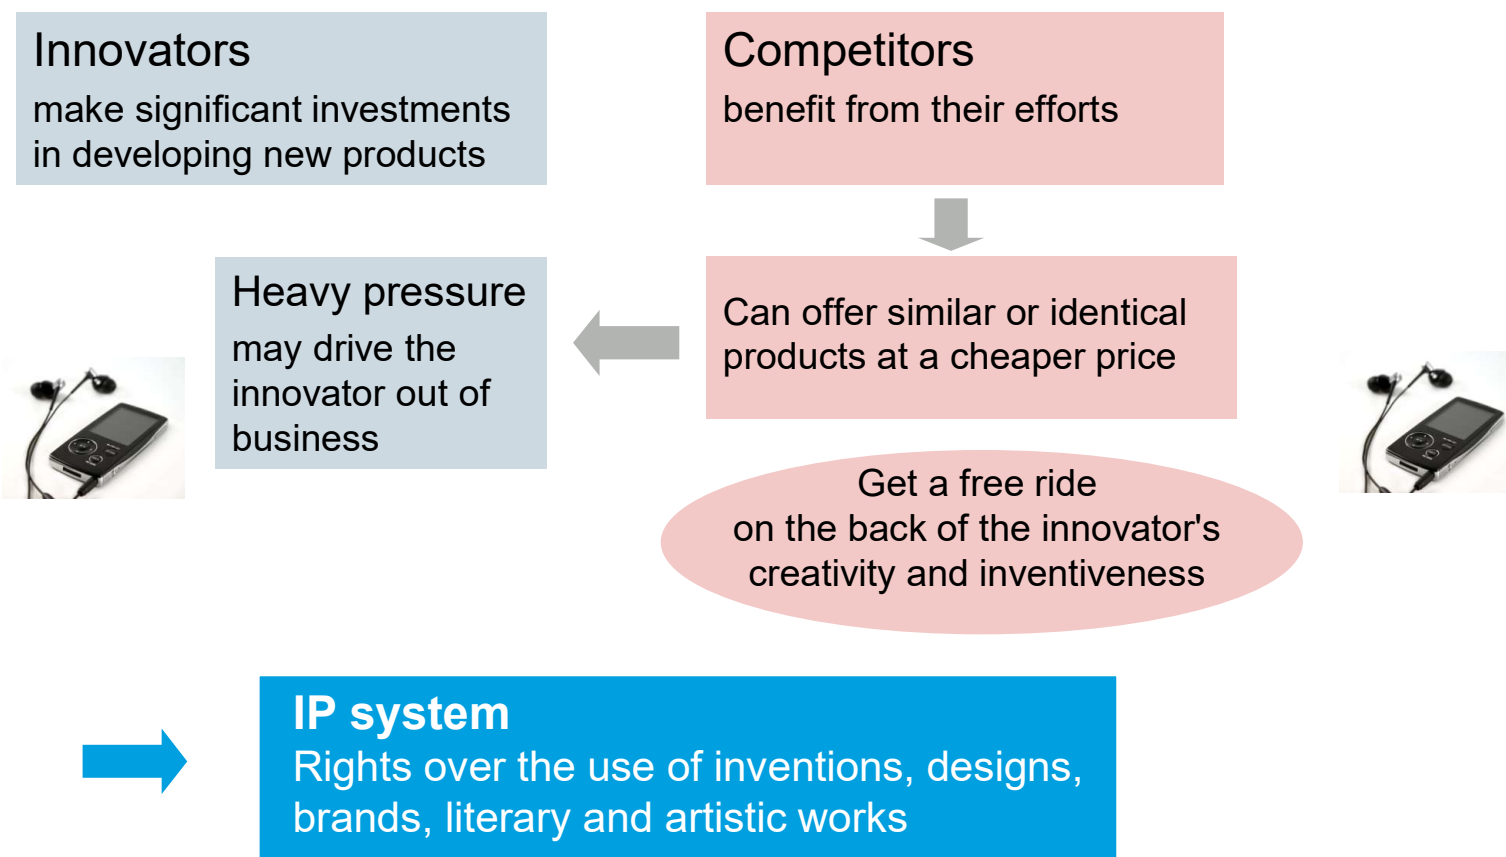 Innovators
make significant investments
in developing new products
Competitors
benefit from their efforts
Heavy pressure
may drive the
innovator out of
business
Can offer similar or identical
products at a cheaper price
Get a free ride
on the back of the innovator's
creativity and inventiveness
IP system
Rights over the use of inventions, designs,
brands, literary and artistic works